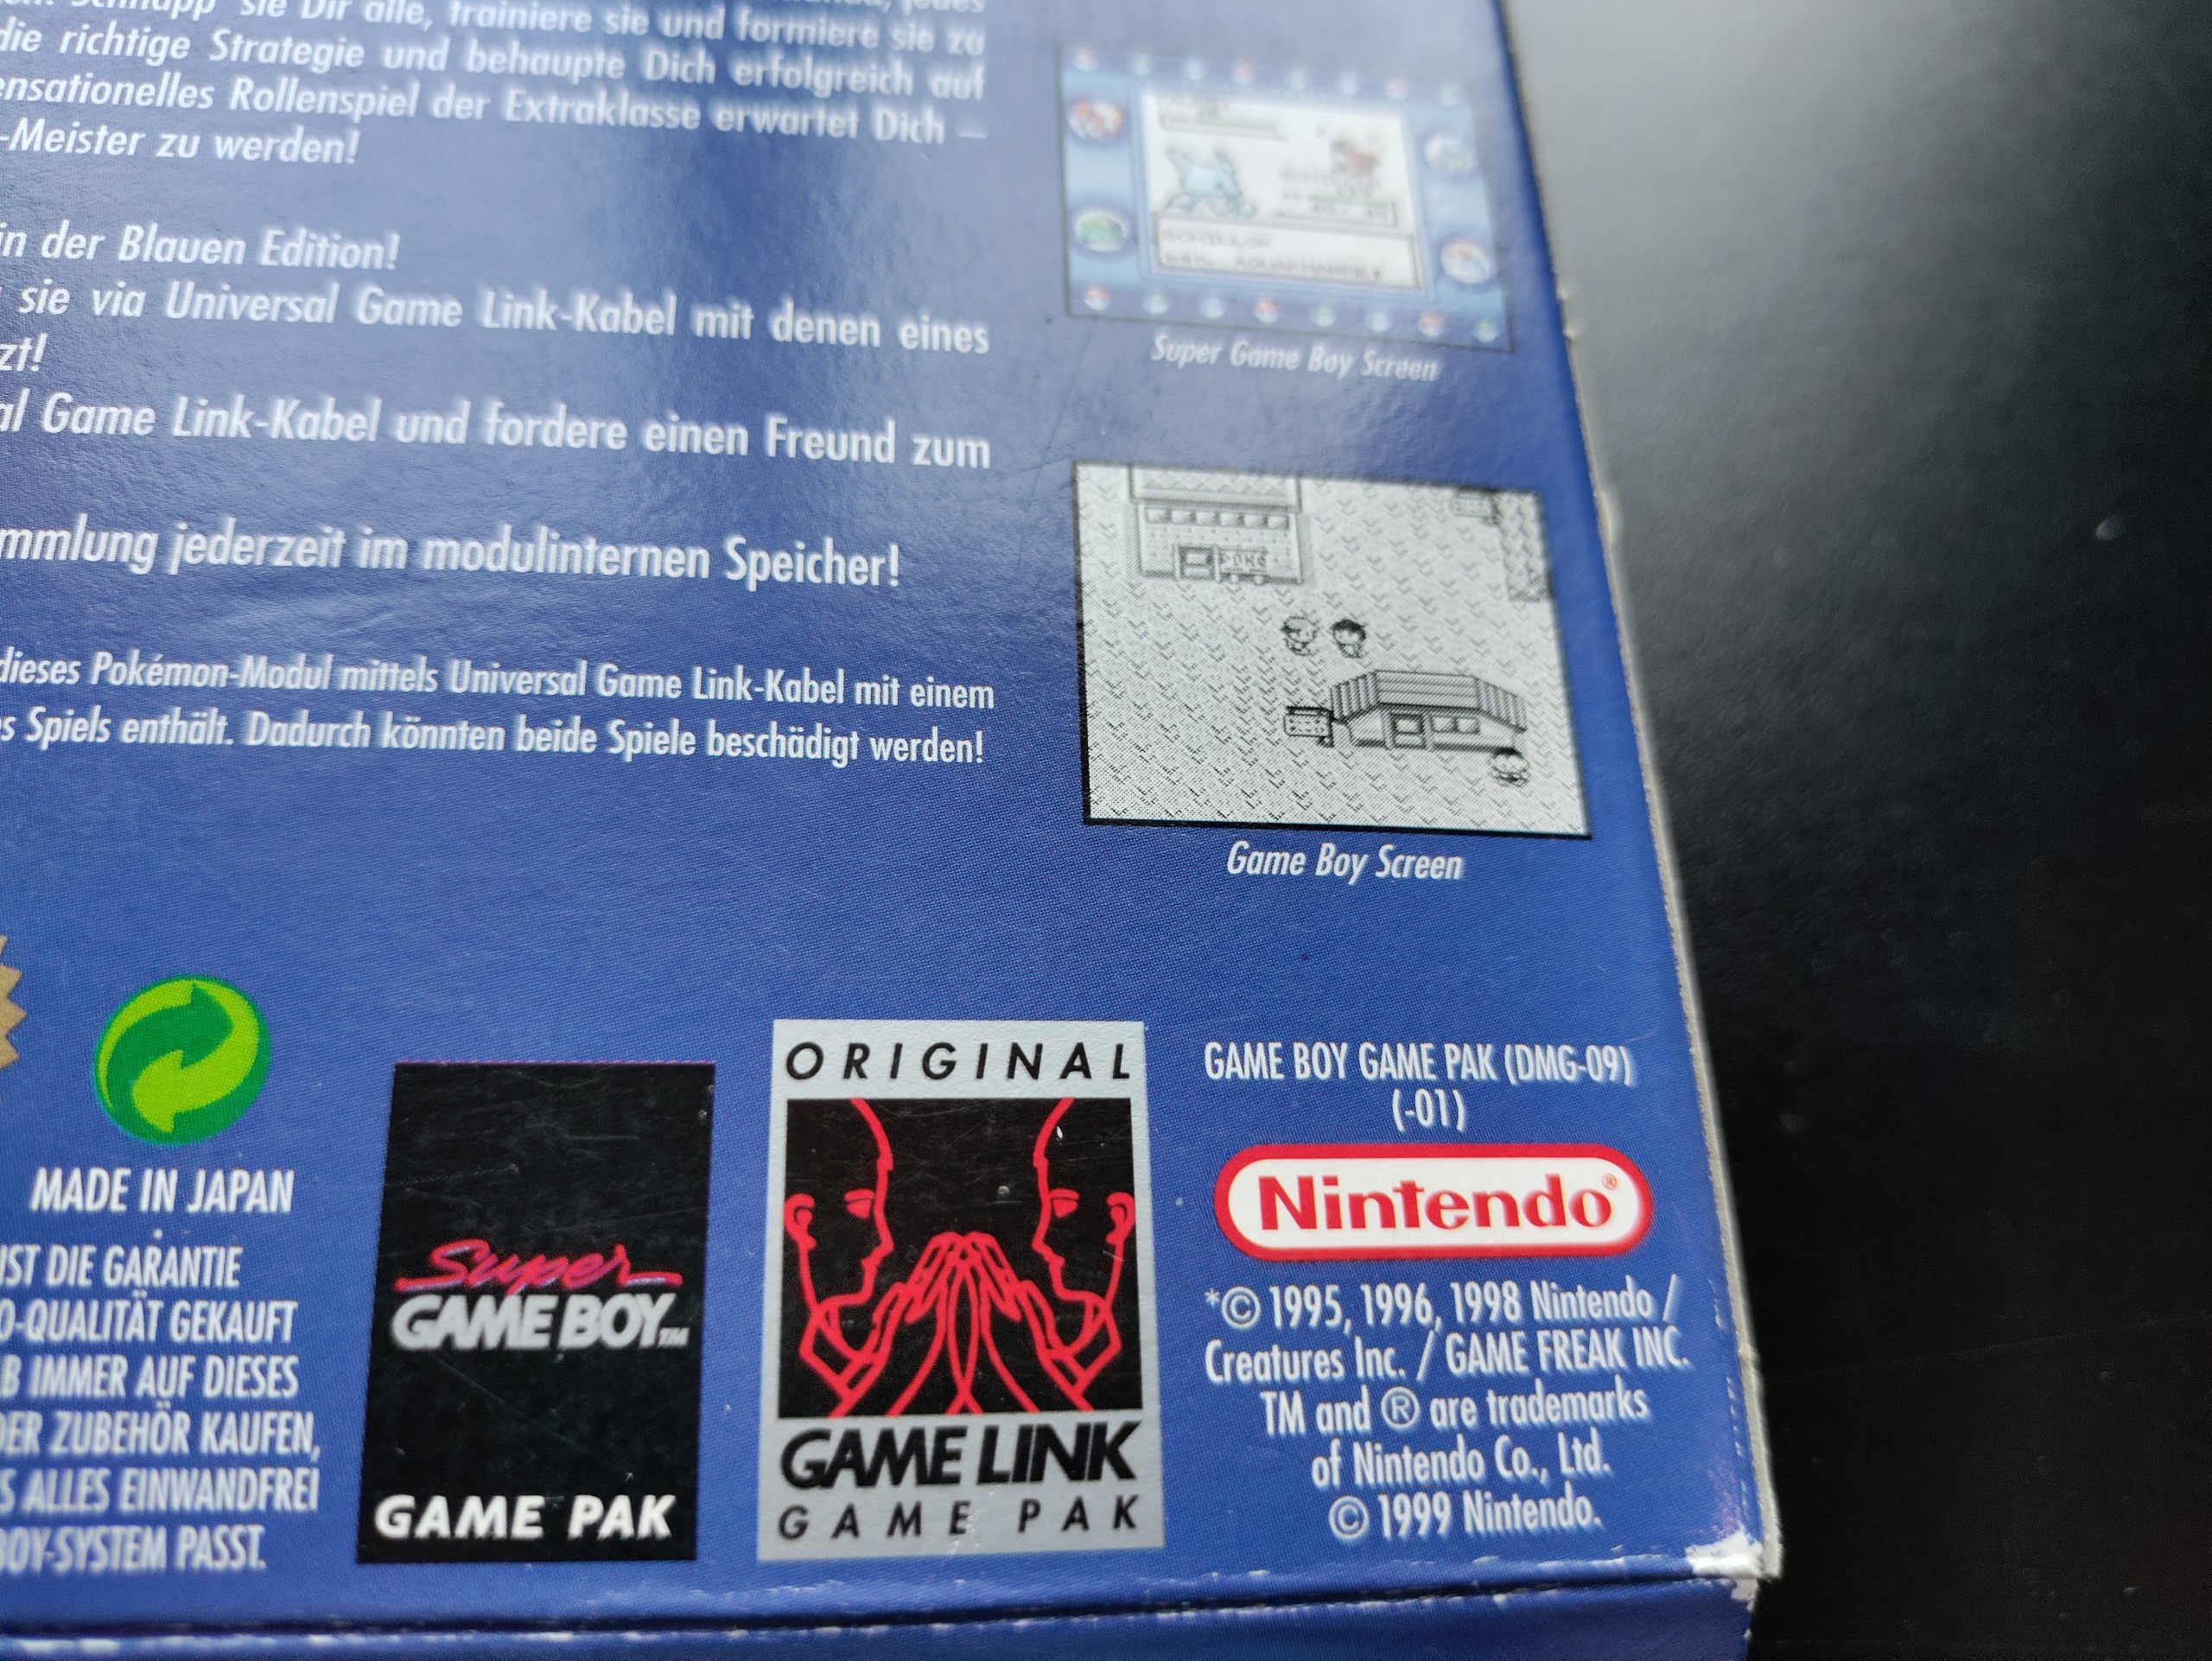 sie Dir alle, trainiere sie und formiere sie zu
die richtige Strategie und behaupte Dich erfolgreich auf
ensationelles Rollenspiel der Extraklasse erwartet Dich –
-Meister zu werden!
in der Blauen Edition!
sie via Universal Game Link-Kabel mit denen eines
zt!
al Game Link-Kabel und fordere einen Freund zum
mmlung jederzeit im modulinternen Speicher!
dieses Pokémon-Modul mittels Universal Game Link-Kabel mit einem
s Spiels enthält. Dadurch könnten beide Spiele beschädigt werden!
Super Game Boy Screen
POKé
Game Boy Screen
MADE IN JAPAN
IST DIE GARANTIE
O-QUALITÄT GEKAUFT
B IMMER AUF DIESES
DER ZUBEHÖR KAUFEN,
S ALLES EINWANDFREI
BOY-SYSTEM PASST.
Super
GAME BOY™
GAME PAK
ORIGINAL
GAME LINK
GAME PAK
GAME BOY GAME PAK (DMG-09)
(-01)
Nintendo®
*© 1995, 1996, 1998 Nintendo /
Creatures Inc. / GAME FREAK INC.
TM and ® are trademarks
of Nintendo Co., Ltd.
© 1999 Nintendo.